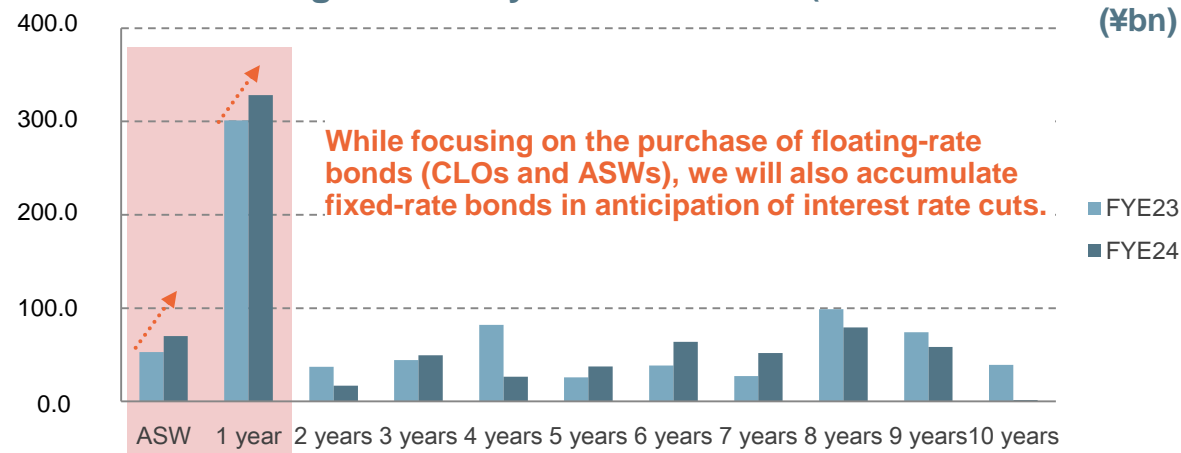 (¥bn)
400.0
300.0
200.0
100.0
0.0
While focusing on the purchase of floating-rate
bonds (CLOs and ASWs), we will also accumulate
fixed-rate bonds in anticipation of interest rate cuts.
FYE23
FYE24
ASW 1 year 2 years 3 years 4 years 5 years 6 years 7 years 8 years 9 years 10 years